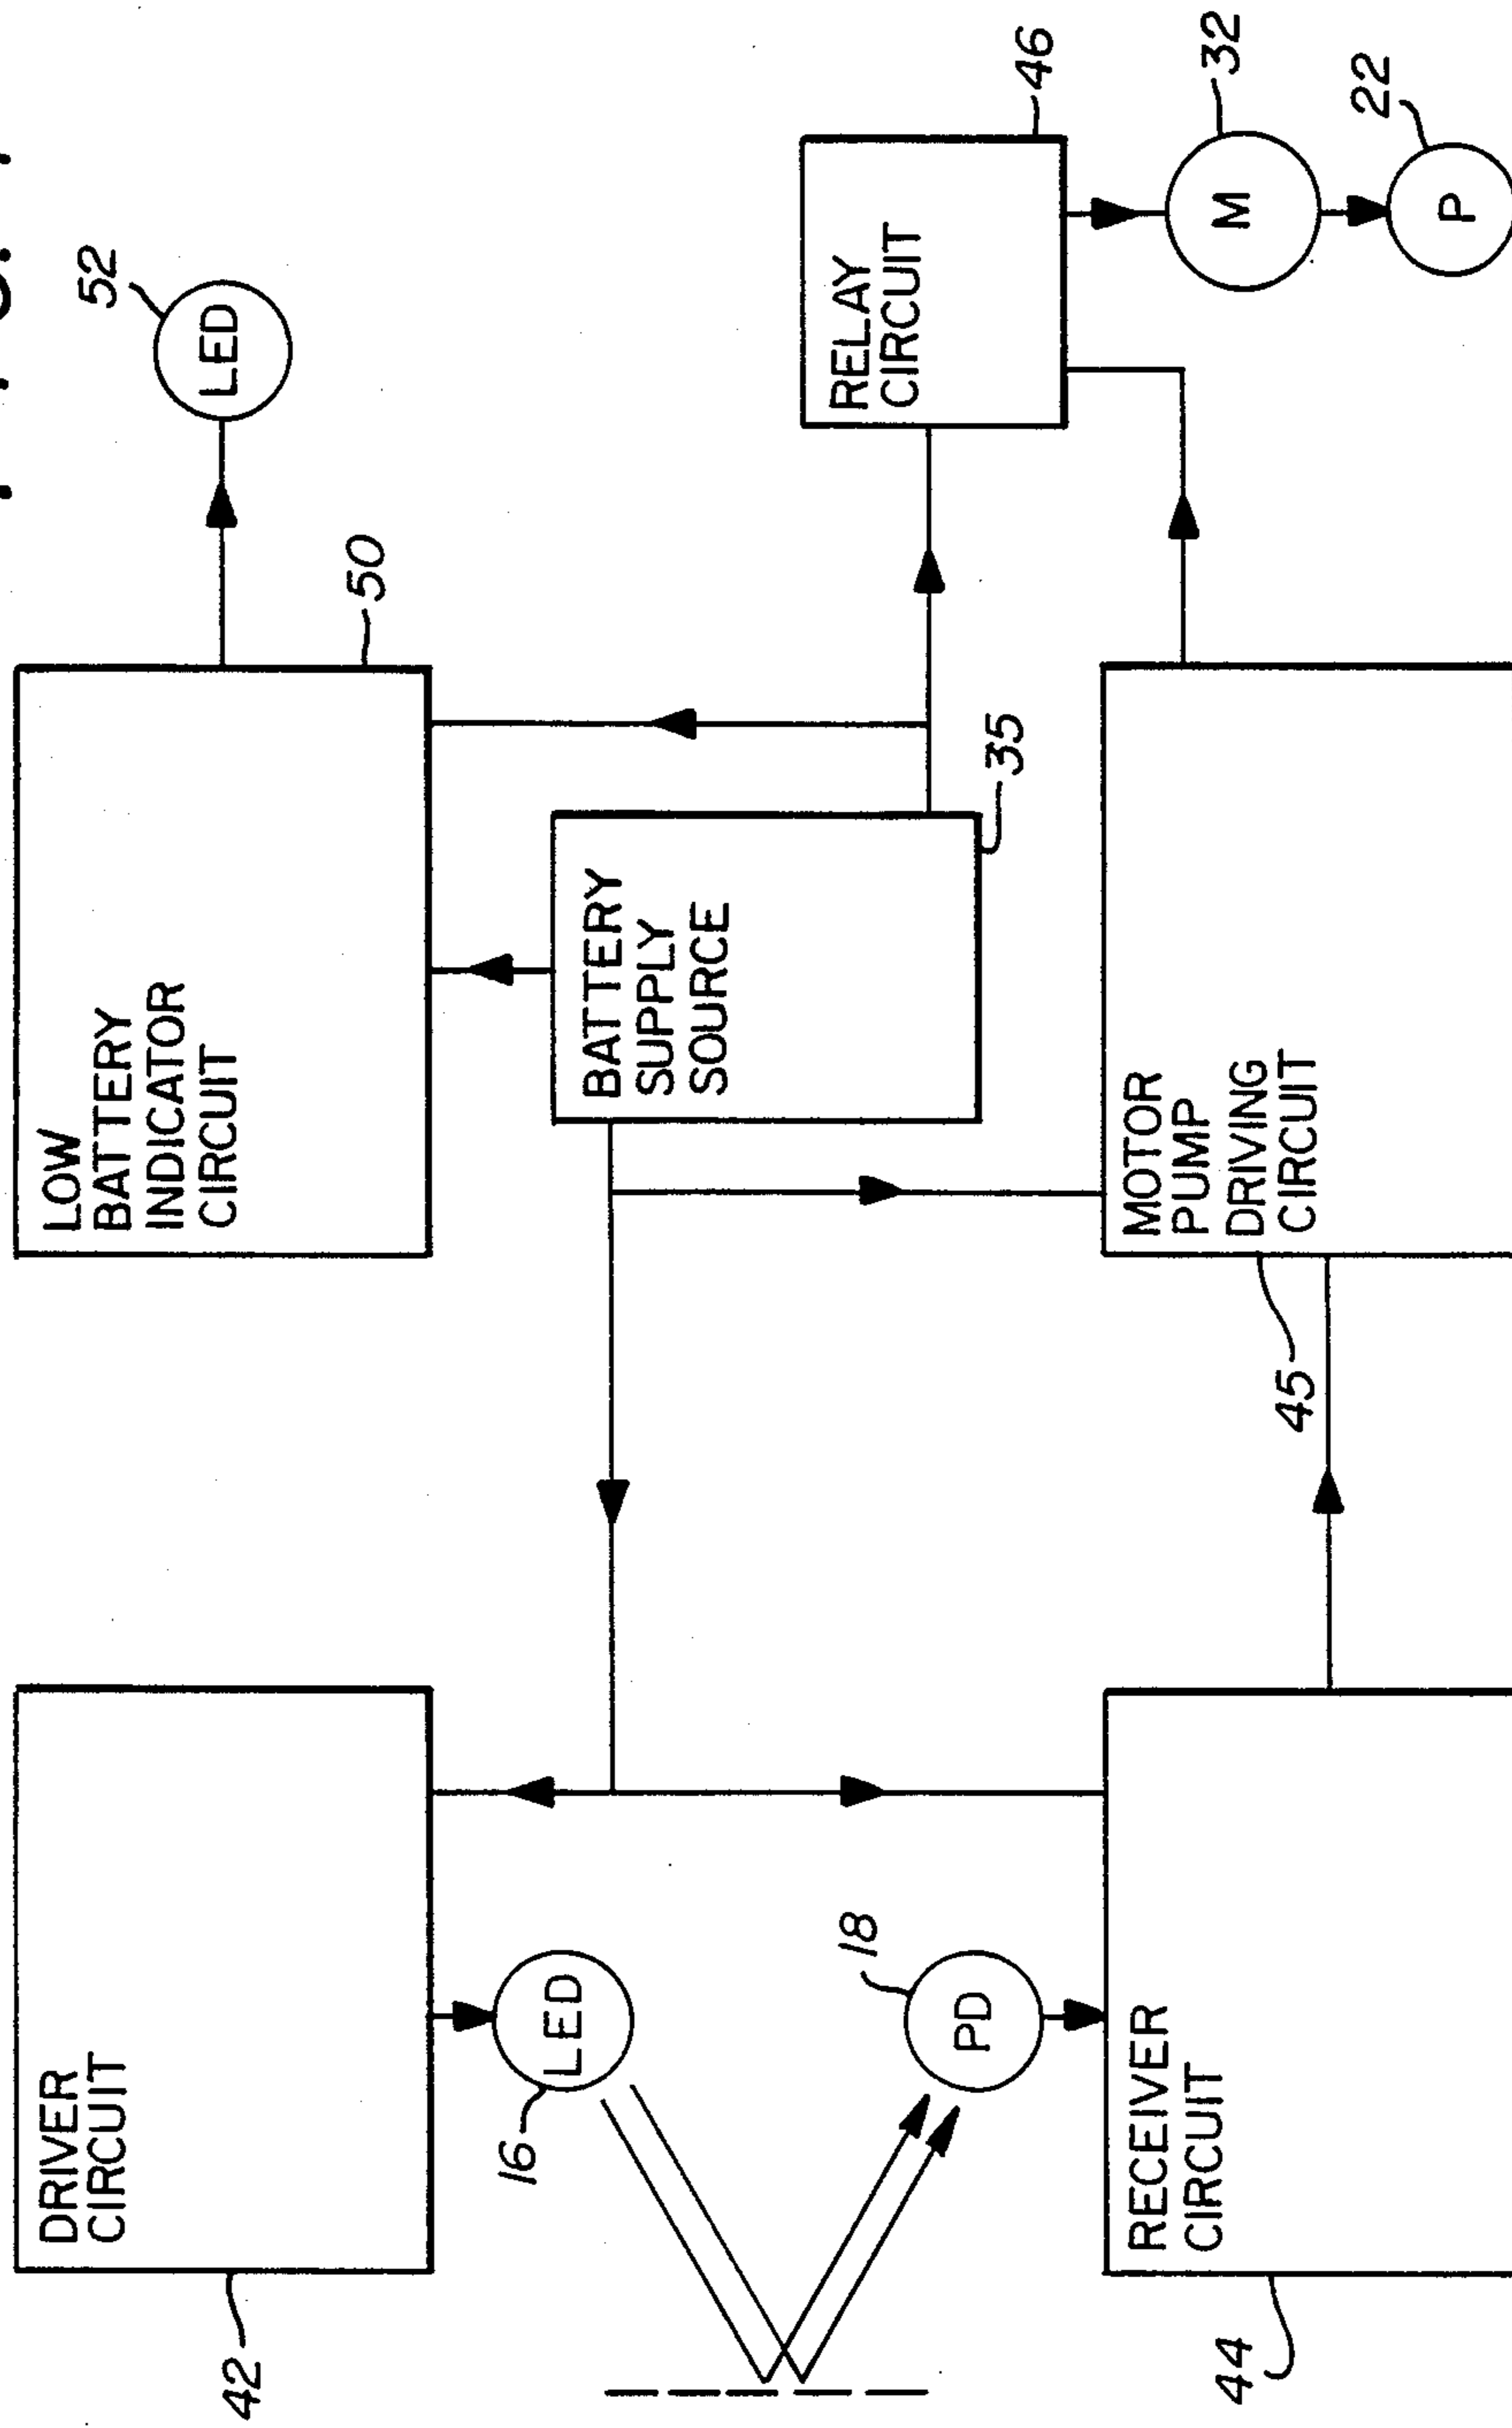 LOW
BATTERY
INDICATOR
CIRCUIT
50
LED
52
DRIVER
CIRCUIT
42
LED
16
BATTERY
SUPPLY
SOURCE
35
RELAY
CIRCUIT
46
M
32
P
22
PD
18
RECEIVER
CIRCUIT
44
MOTOR
PUMP
DRIVING
CIRCUIT
45